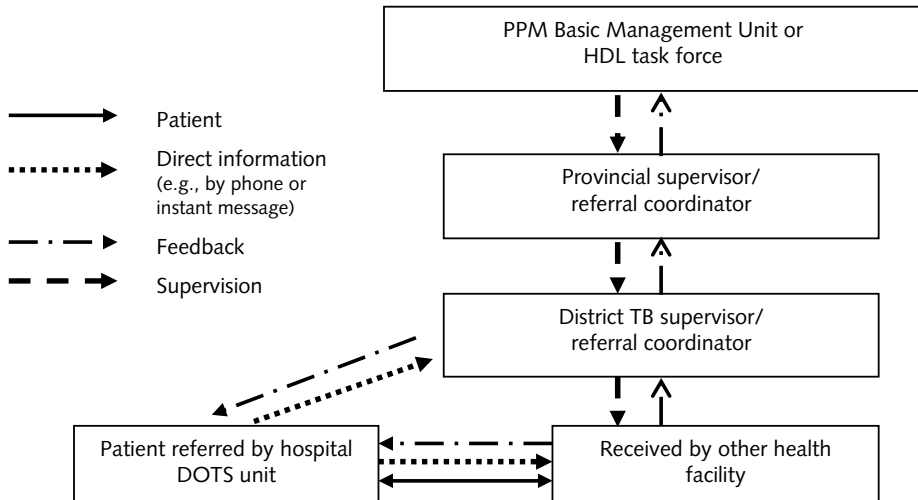 PPM Basic Management Unit or
HDL task force
Patient
Direct information
(e.g., by phone or
instant message)
Feedback
Supervision
Provincial supervisor/
referral coordinator
District TB supervisor/
referral coordinator
Patient referred by hospital
DOTS unit
Received by other health
facility